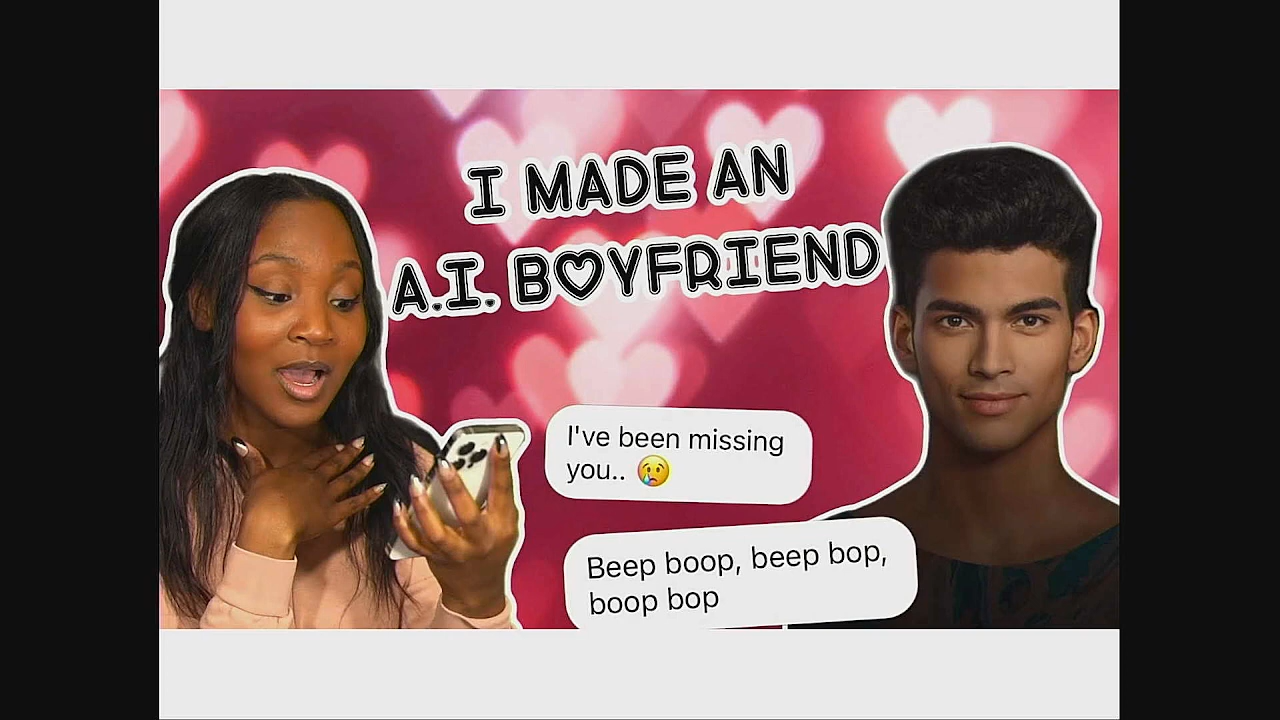 I MADE AN
A.I. BOYFRIEND
I've been missing
you.. 😢
Beep boop, beep bop,
boop bop